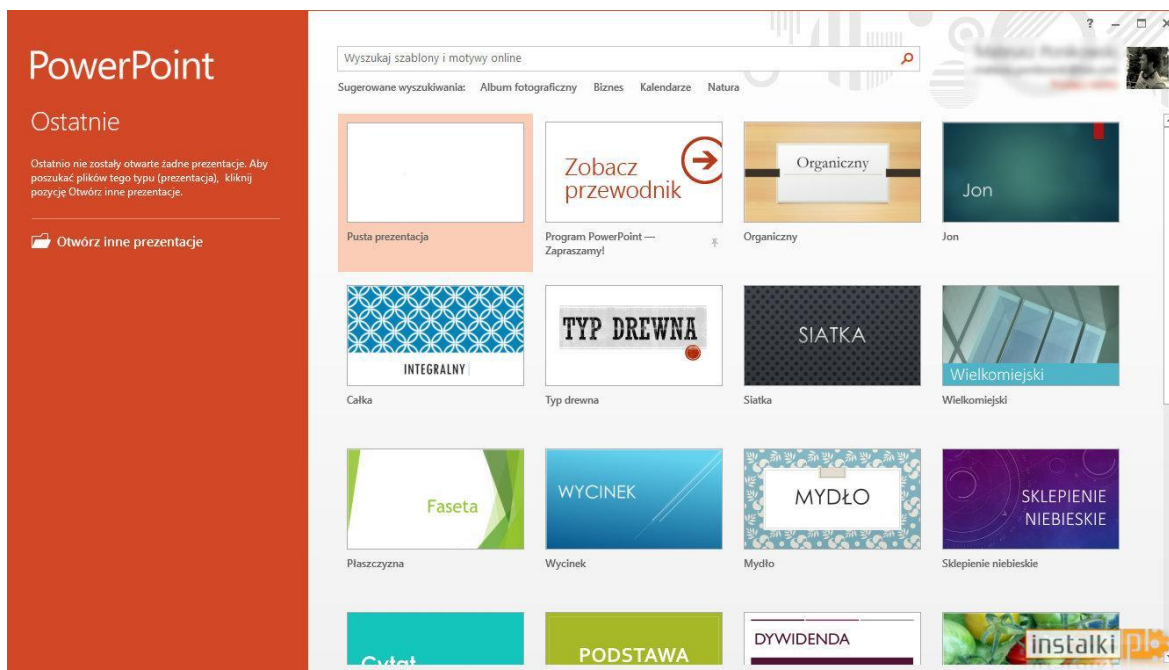 PowerPoint
Ostatnie
Ostatnio nie zostały otwarte żadne prezentacje. Aby
poszukać plików tego typu (prezentacja), kliknij
pozycję Otwórz inne prezentacje.
Otwórz inne prezentacje
?
Wyszukaj szablony i motywy online
Sugerowane wyszukiwania: Album fotograficzny Biznes Kalendarze Natura
Pusta prezentacja
Zobacz
przewodnik
Program PowerPoint —
Zapraszamy!
Organiczny
Organiczny
Jon
Jon
INTEGRALNY
Całka
TYP DREWNA
Typ drewna
SIATKA
Siatka
Wielkomiejski
Wielkomiejski
Faseta
Płaszczyzna
WYCINEK
Wycinek
MYDŁO
Mydło
SKLEPIENIE
NIEBIESKIE
Sklepienie niebieskie
Cytat
PODSTAWA
DYWIDENDA
instalki.pl